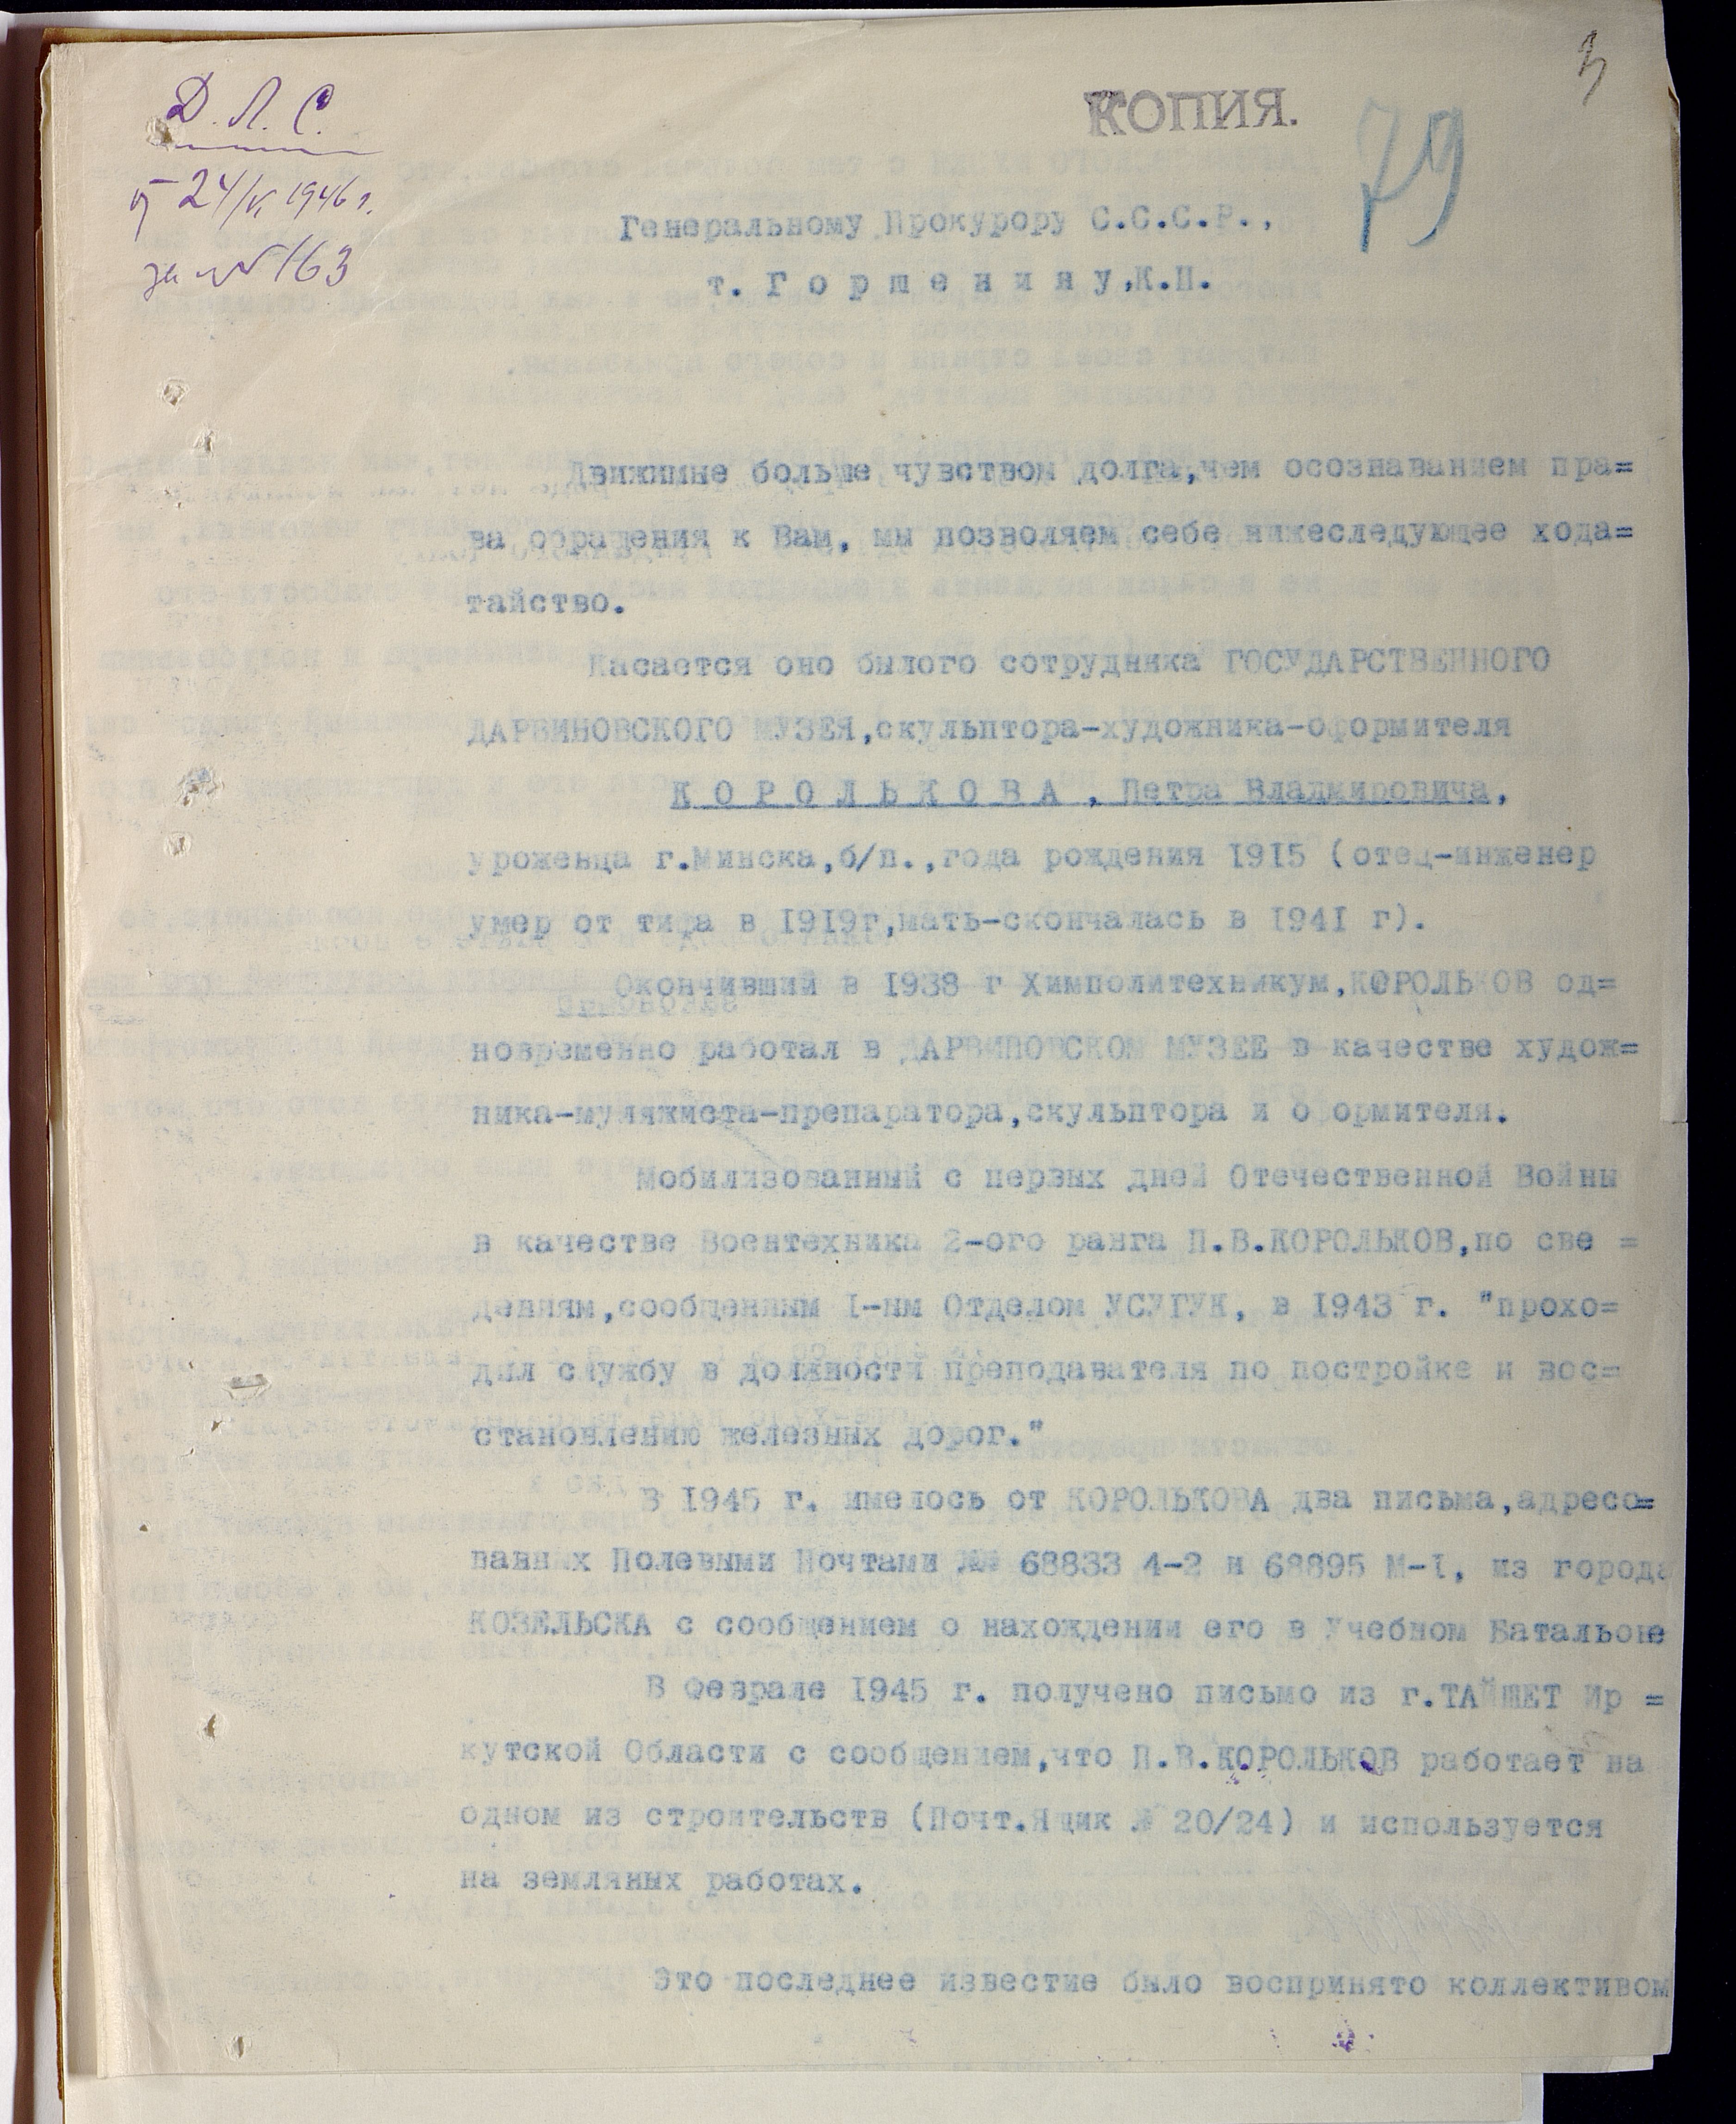 3
Д.Л.С.
КОПИЯ.
79
24/V 1946 г.
за №163
Генеральному Прокурору С.С.С.Р.,
т. Г о р ш е н и н у,К.П.
Движимые больше чувством долга,чем осознаванием пра=
ва обращения к Вам, мы позволяем себе нижеследующее хода=
тайство.
Касается оно былого сотрудника ГОСУДАРСТВЕННОГО
ДАРВИНОВСКОГО МУЗЕЯ,скульптора-художника-оформителя
К О Р О Л Ь К О В А , Петра Владмировича,
уроженца г.Минска,б/п.,года рождения 1915 (отец-инженер
умер от тифа в 1919г,мать-скончалась в 1941 г).
Окончивший в 1938 г Химполитехникум,КОРОЛЬКОВ од=
новременно работал в ДАРВИНОВСКОМ МУЗЕЕ в качестве худож=
ника-муляжиста-препаратора,скульптора и о ормителя.
Мобилизованный с первых дней Отечественной Войны
в качестве Воентехника 2-ого ранга П.В.КОРОЛЬКОВ,по све =
дениям,сообщенным I-ым Отделом УСУГУК, в 1943 г. "прохо=
дил службу в должности преподавателя по постройке и вос=
становлению железных дорог."
В 1945 г. имелось от КОРОЛЬКОВА два письма,адресо=
ванных Полевыми Почтами №№ 68833 4-2 и 68895 М-1, из города
КОЗЕЛЬСКА с сообщением о нахождении его в Учебном Батальоне
В Феврале 1945 г. получено письмо из г.ТАЙШЕТ Ир =
кутской Области с сообщением,что П.В.КОРОЛЬКОВ работает на
одном из строительств (Почт.Ящик № 20/24) и используется
на земляных работах.
Это последнее известие было воспринято коллективом